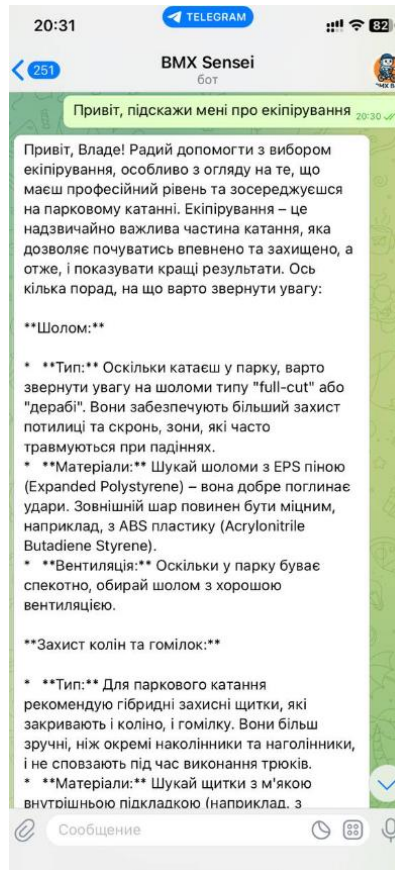 20:31
TELEGRAM
82
251
BMX Sensei
бот
Привіт, підскажи мені про екіпірування 20:30
Привіт, Владе! Радий допомогти з вибором
екіпірування, особливо з огляду на те, що
маєш професійний рівень та зосереджуєшся
на парковому катанні. Екіпірування – це
надзвичайно важлива частина катання, яка
дозволяє почуватись впевнено та захищено, а
отже, і показувати кращі результати. Ось
кілька порад, на що варто звернути увагу:
**Шолом:**
* **Тип:** Оскільки катаєш у парку, варто
звернути увагу на шоломи типу "full-cut" або
"дерабі". Вони забезпечують більший захист
потилиці та скронь, зони, які часто
травмуються при падіннях.
* **Матеріали:** Шукай шоломи з EPS піною
(Expanded Polystyrene) – вона добре поглинає
удари. Зовнішній шар повинен бути міцним,
наприклад, з ABS пластику (Acrylonitrile
Butadiene Styrene).
* **Вентиляція:** Оскільки у парку буває
спекотно, обирай шолом з хорошою
вентиляцією.
**Захист колін та гомілок:**
* **Тип:** Для паркового катання
рекомендую гібридні захисні щитки, які
закривають і коліно, і гомілку. Вони більш
зручні, ніж окремі наколінники та наголінники,
і не сповзають під час виконання трюків.
* **Матеріали:** Шукай щитки з м'якою
внутрішньою підкладкою (наприклад, з
Сообщение